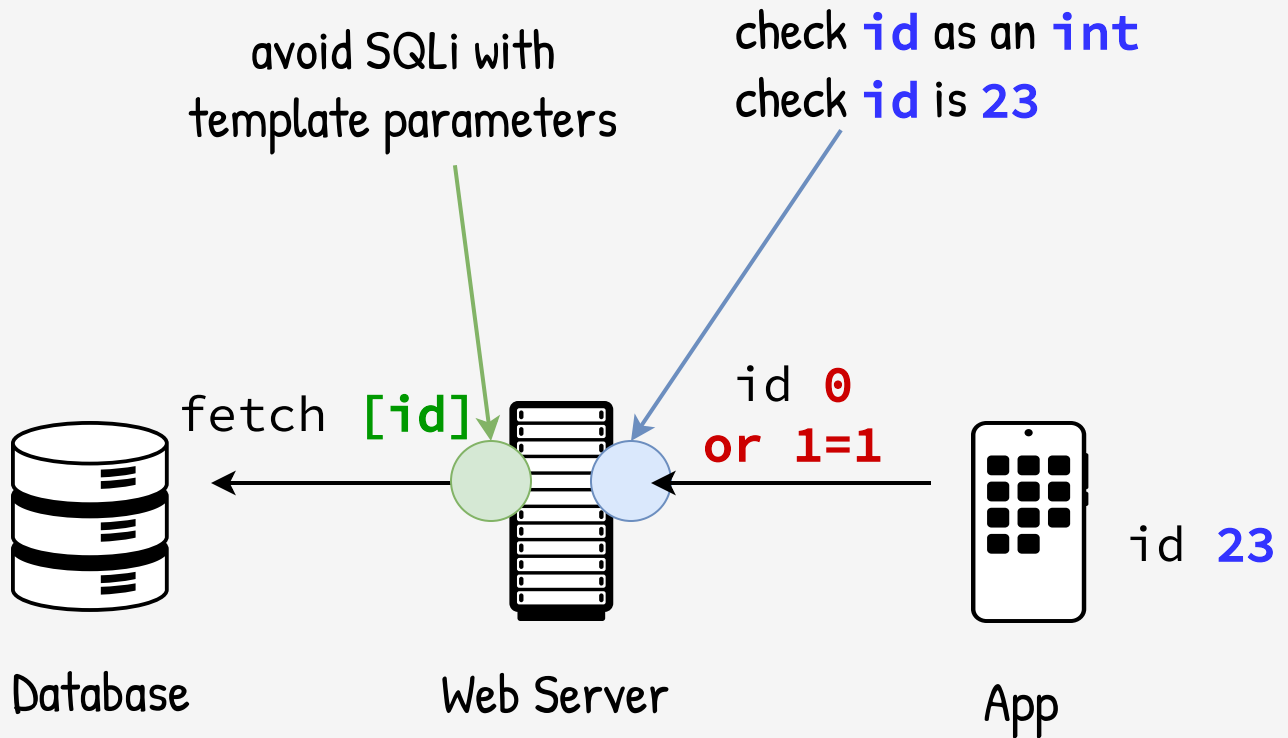 avoid SQLi with
template parameters
check id as an int
check id is 23
fetch [id]
id 0
or 1=1
id 23
Database
Web Server
App